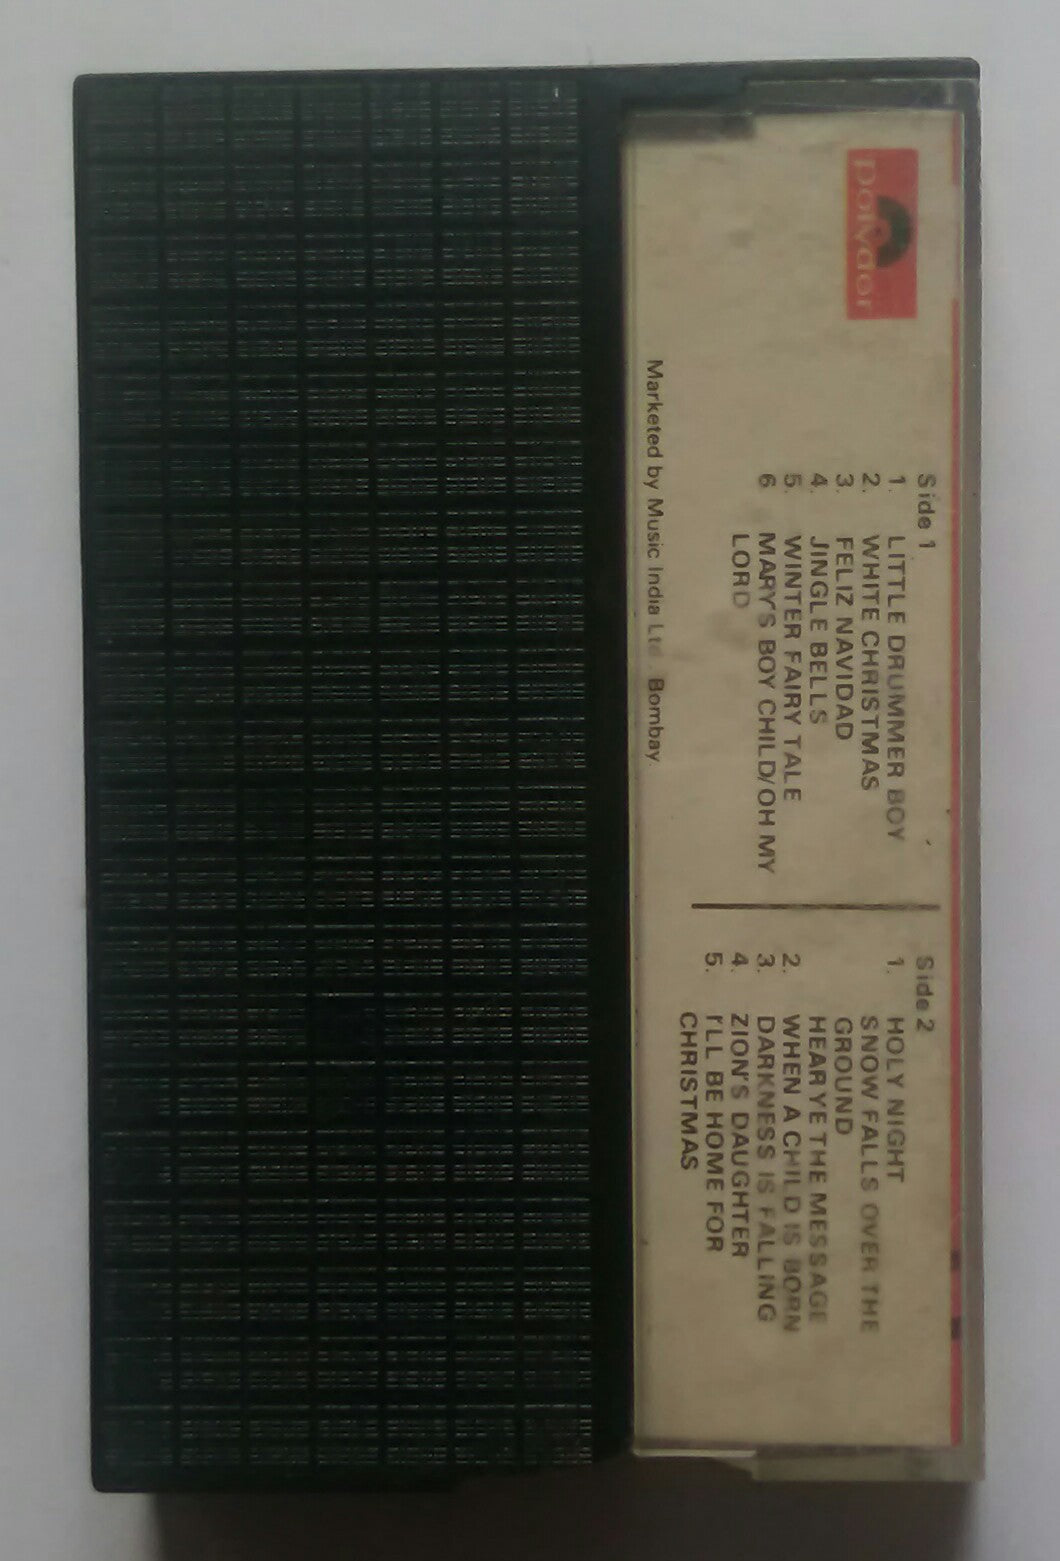 polydor
Side 1
1. LITTLE DRUMMER BOY
2. WHITE CHRISTMAS
3. FELIZ NAVIDAD
4. JINGLE BELLS
5. WINTER FAIRY TALE
6 MARY'S BOY CHILD/OH MY
LORD
Side 2
1. HOLY NIGHT
SNOW FALLS OVER THE
GROUND
HEAR YE THE MESSAGE
2. WHEN A CHILD IS BORN
3. DARKNESS IS FALLING
4. ZION'S DAUGHTER
5. I'LL BE HOME FOR
CHRISTMAS
Marketed by Music India Ltd. Bombay.